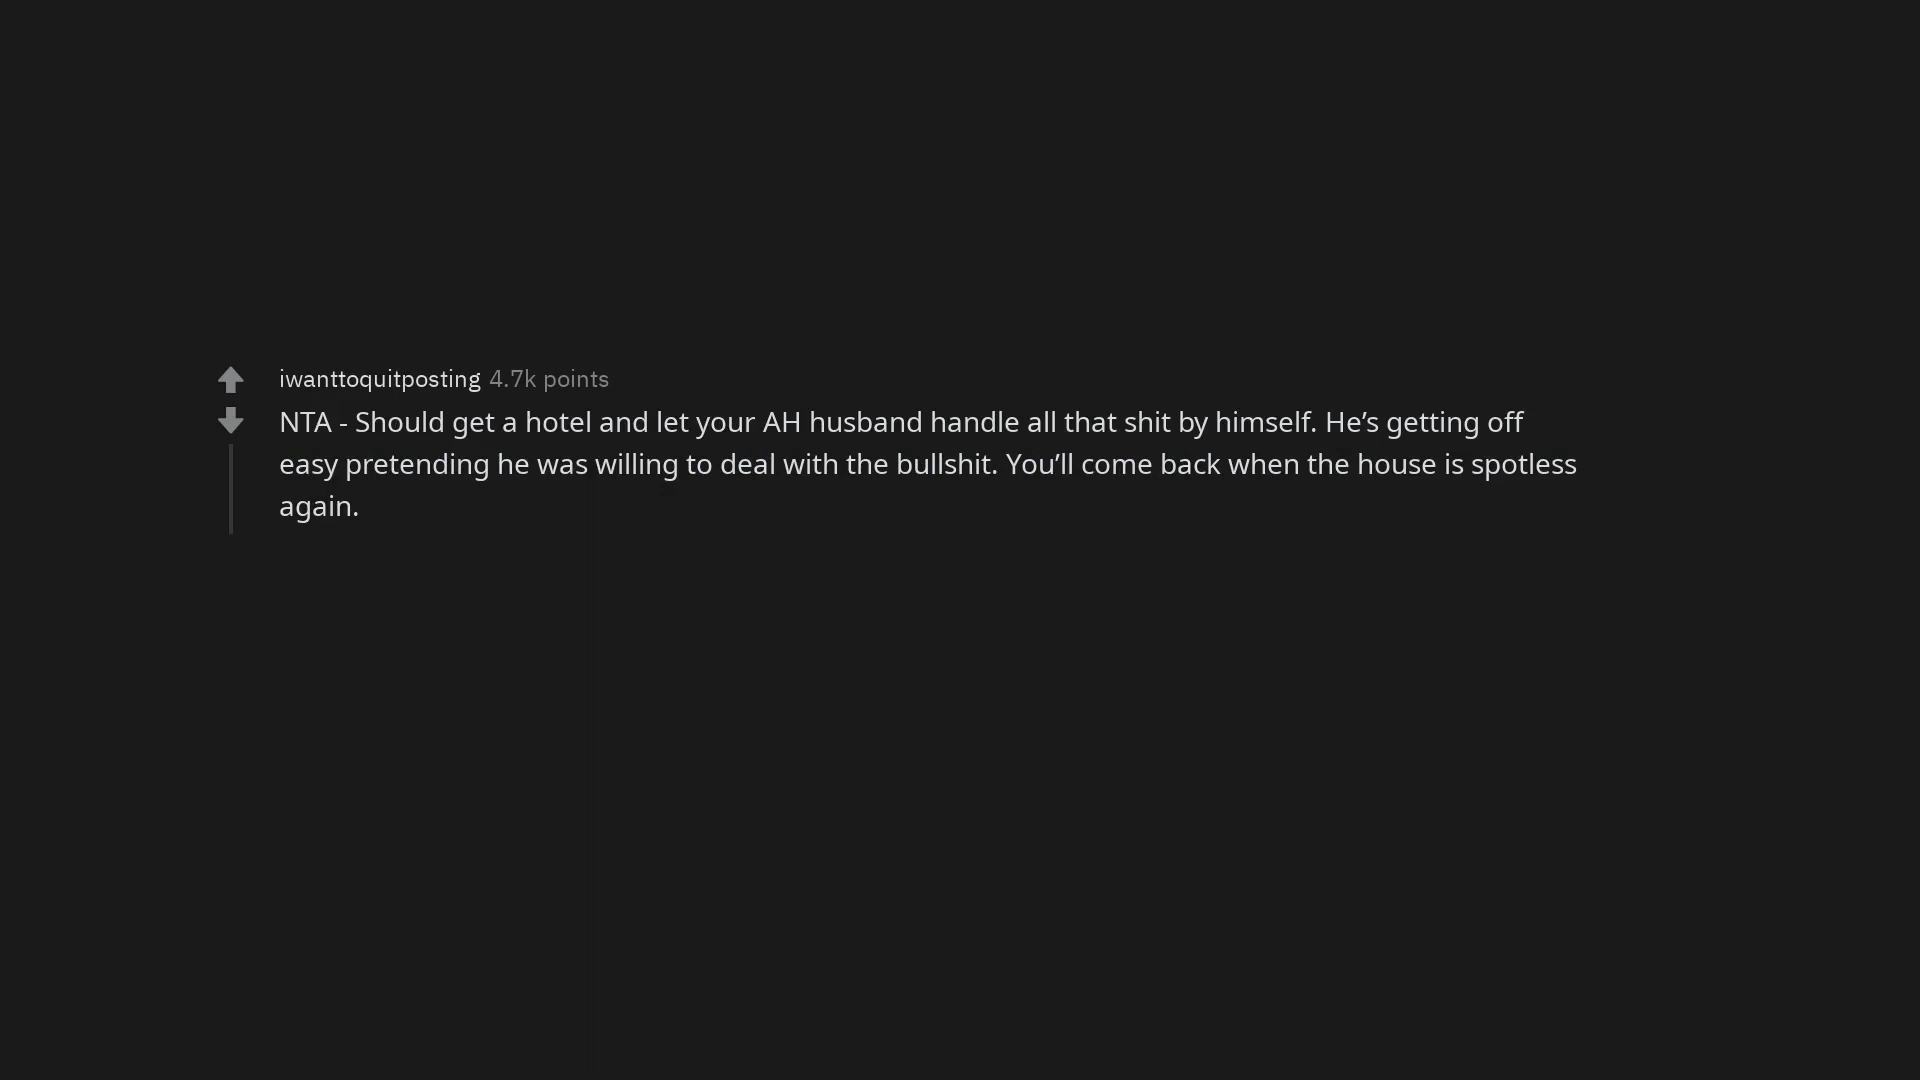 iwanttoquitposting 4.7k points
NTA - Should get a hotel and let your AH husband handle all that shit by himself. He’s getting off
easy pretending he was willing to deal with the bullshit. You’ll come back when the house is spotless
again.